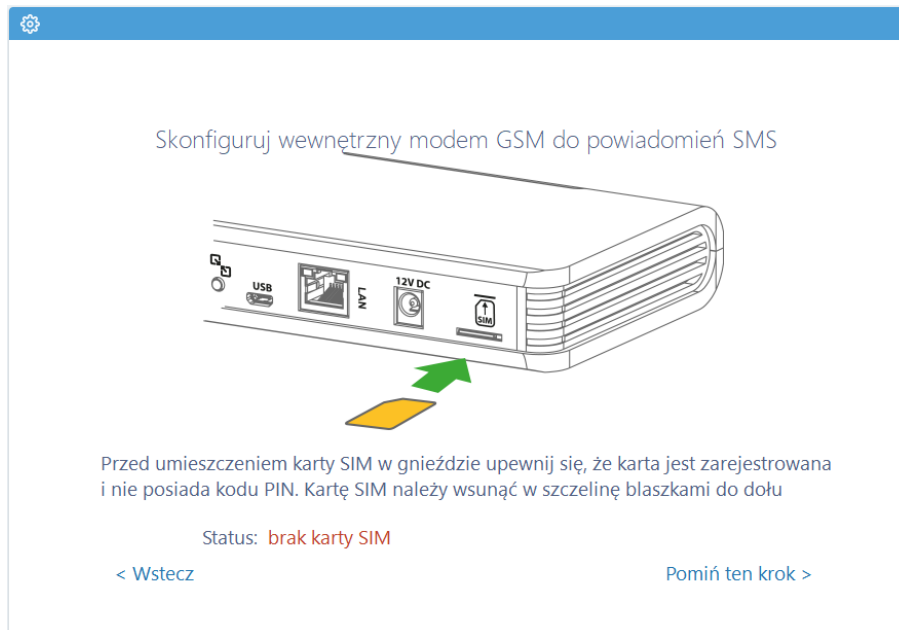 Skonfiguruj wewnętrzny modem GSM do powiadomień SMS
USB
LAN
12V DC
SIM
Przed umieszczeniem karty SIM w gnieździe upewnij się, że karta jest zarejestrowana
i nie posiada kodu PIN. Kartę SIM należy wsunąć w szczelinę blaszkami do dołu
Status: brak karty SIM
< Wstecz
Pomiń ten krok >